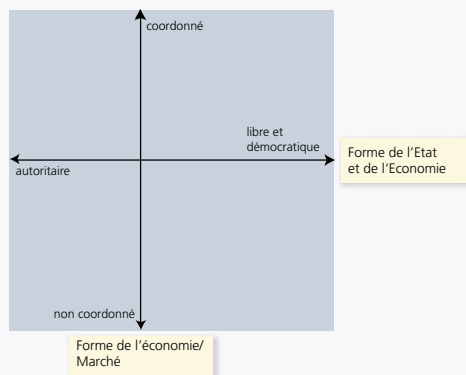 coordonné
libre et
démocratique
Forme de l'Etat
et de l'Economie
autoritaire
non coordonné
Forme de l'économie/
Marché